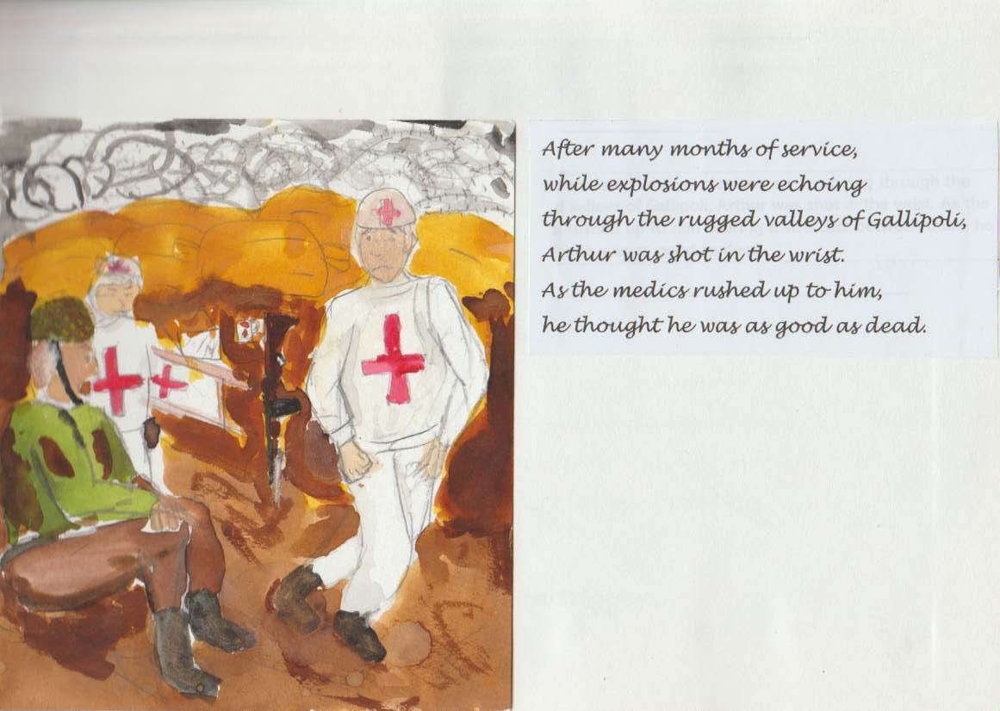 After many months of service,
while explosions were echoing
through the rugged valleys of Gallipoli,
Arthur was shot in the wrist.
As the medics rushed up to him,
he thought he was as good as dead.